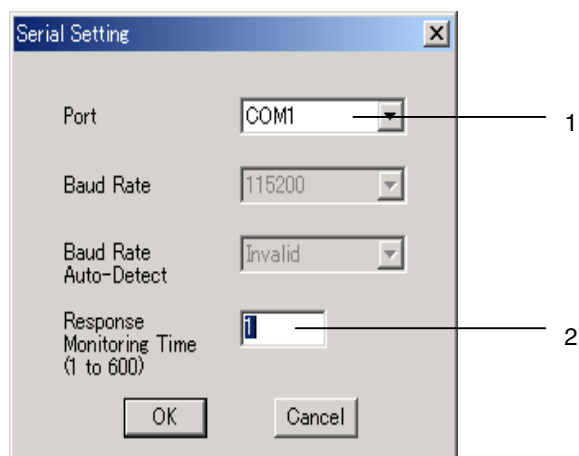 Serial Setting
Port
COM1
1
Baud Rate
115200
Baud Rate
Auto-Detect
Invalid
Response
Monitoring Time
(1 to 600)
1
2
OK
Cancel